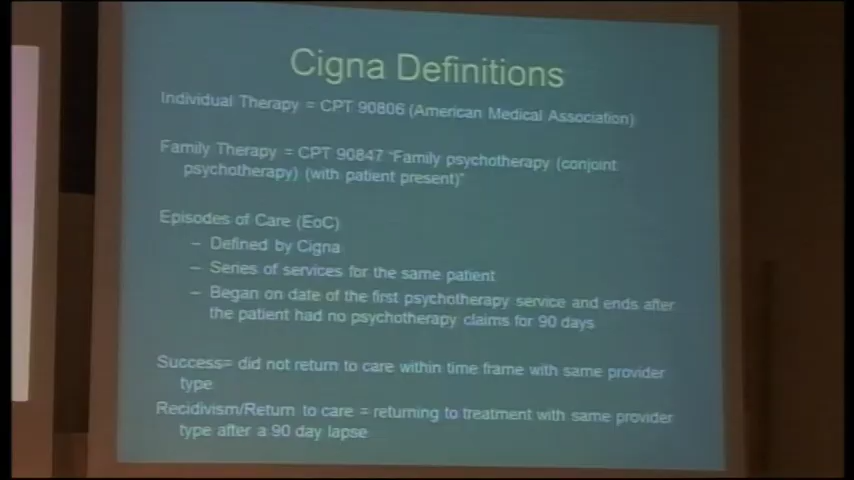 Cigna Definitions
Individual Therapy = CPT 90806 (American Medical Association)
Family Therapy = CPT 90847 "Family psychotherapy (conjoint
psychotherapy) (with patient present)"
Episodes of Care (EoC)
– Defined by Cigna
– Series of services for the same patient
– Began on date of the first psychotherapy service and ends after
the patient had no psychotherapy claims for 90 days
Success= did not return to care within time frame with same provider
type
Recidivism/Return to care = returning to treatment with same provider
type after a 90 day lapse